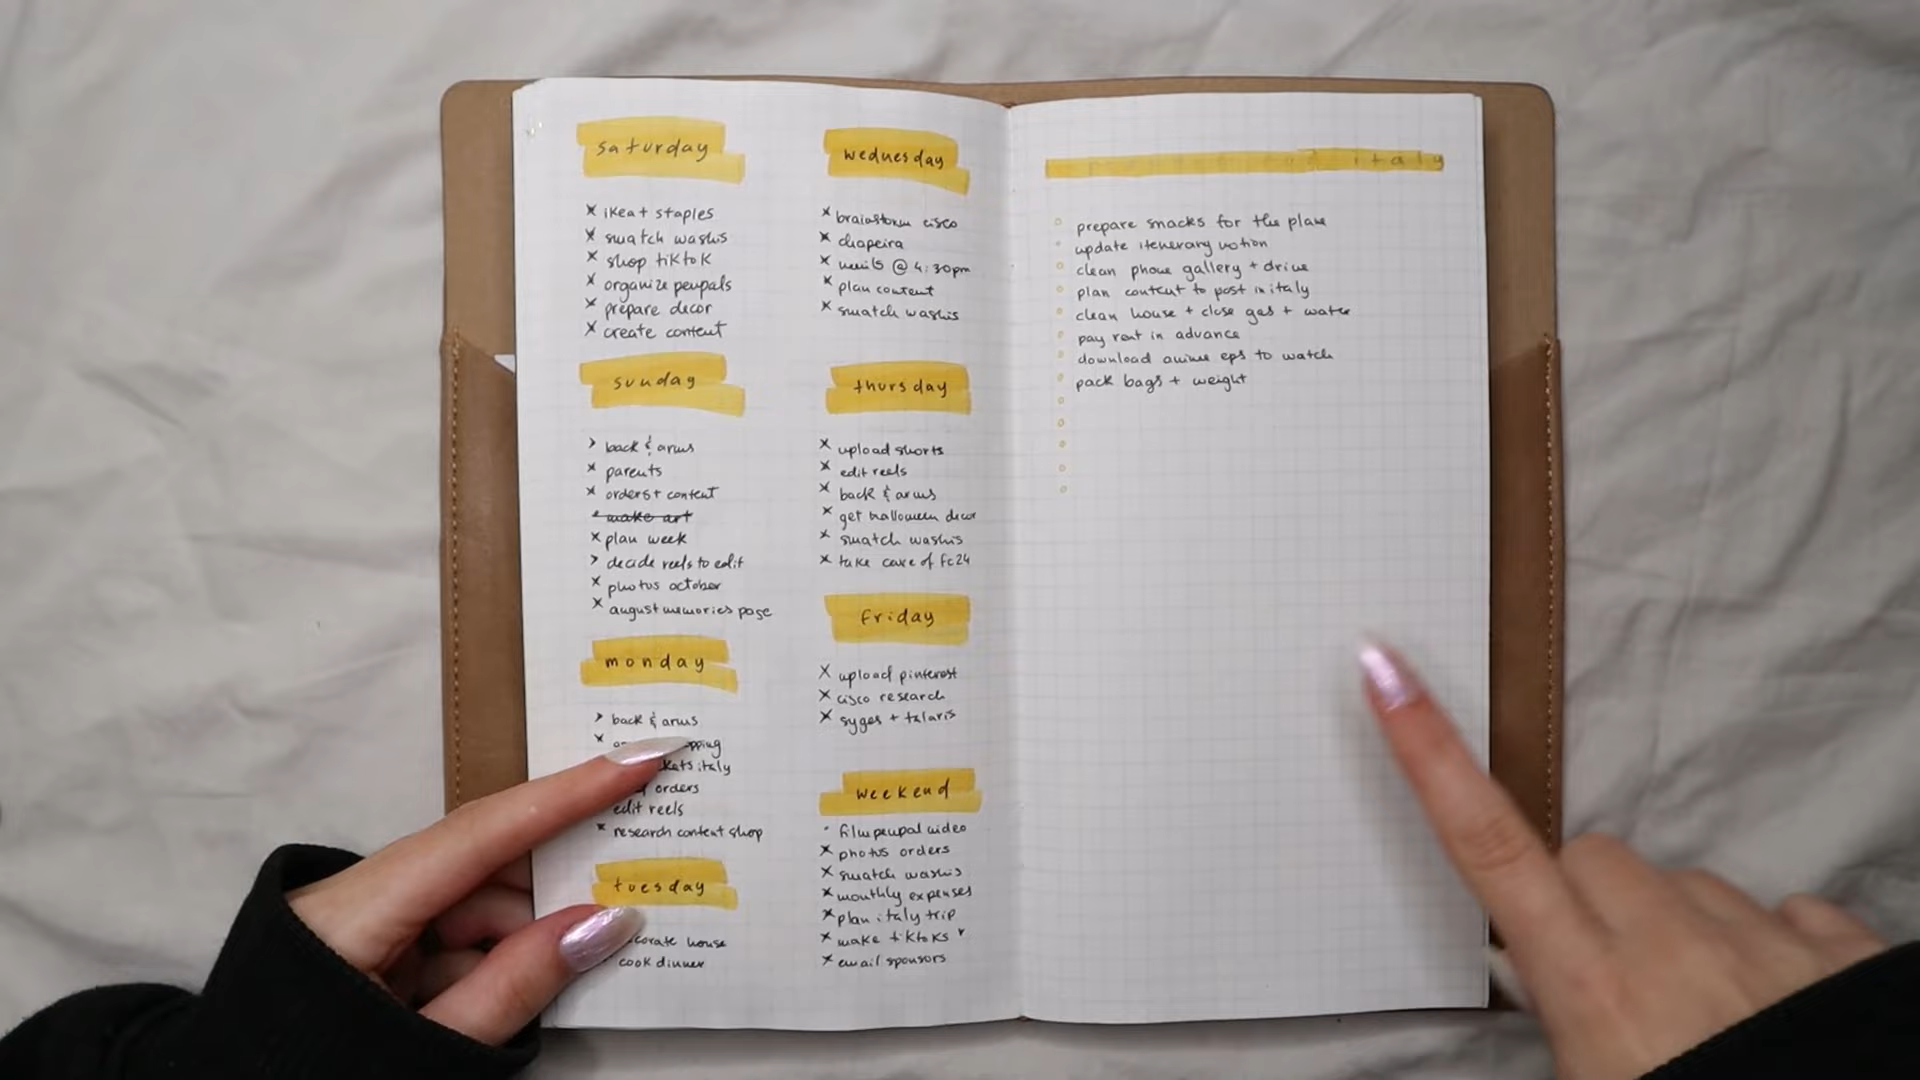 saturday
× ikea + staples
× swatch washis
× shop tiktok
× organize penpals
× prepare decor
× create content
sunday
> back & arms
× parents
× orders + content
• make art
× plan week
> decide reels to edit
× photos october
× august memories page
monday
> back & arms
×
italy
orders
edit reels
× research content shop
tuesday
house
cook dinner
wednesday
× brainstorm cisco
× chapeira
× nails @ 4:30pm
× plan content
× swatch washis
thursday
× upload shorts
× edit reels
× back & arms
× get halloween decor
× swatch washis
× take care of fc24
friday
× upload pinterest
× cisco research
× syges + talaris
weekend
• film penpal video
× photos orders
× swatch washis
× monthly expenses
× plan italy trip
× make tiktoks
× email sponsors
italy
prepare snacks for the plane
update itenerary notion
clean phone gallery + drive
plan content to post in italy
clean house + close gas + water
pay rent in advance
download anime eps to watch
pack bags + weight